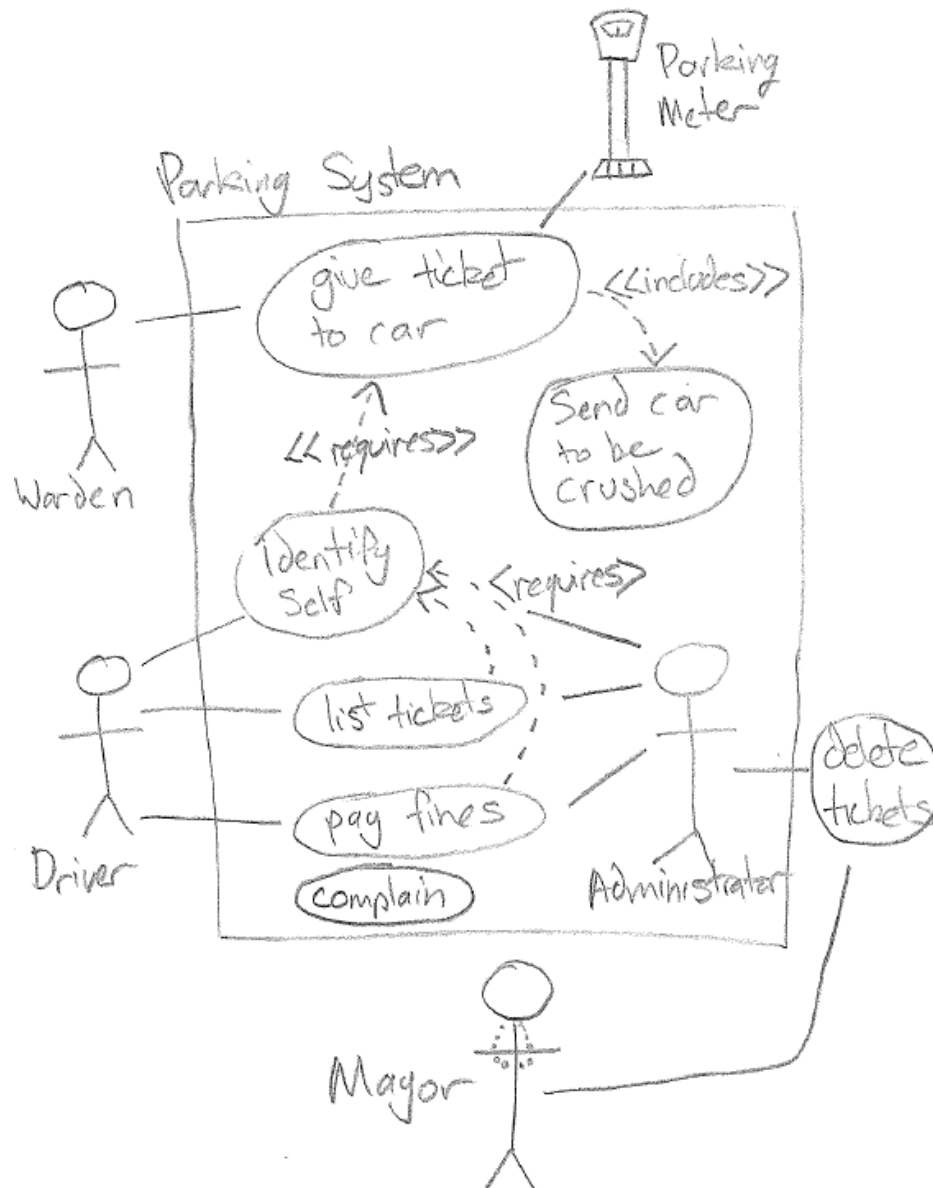 Parking
Meter
Parking System
give ticket
to car
<<includes>>
Send car
to be
crushed
<<requires>>
Warden
Identify
Self
<requires>
list tickets
delete
tickets
pay fines
Driver
complain
Administrator
Mayor